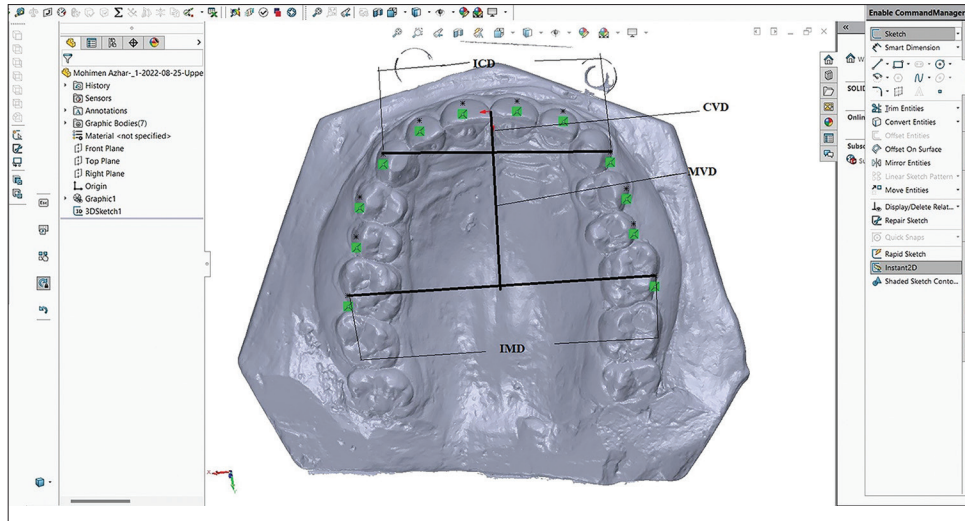 Enable CommandManager
Mohimen Azhar-_1-2022-08-25-Uppe
History
Sensors
Annotations
Graphic Bodies(7)
Material <not specified>
Front Plane
Top Plane
Right Plane
Origin
Graphic1
3DSketch1
ICD
CVD
MVD
IMD
W
SOLI
Onlin
Subsc
Sketch
Smart Dimension
Trim Entities
Convert Entities
Offset Entities
Offset On Surface
Mirror Entities
Linear Sketch Pattern
Move Entities
Display/Delete Relat...
Repair Sketch
Quick Snaps
Rapid Sketch
Instant2D
Shaded Sketch Conto...